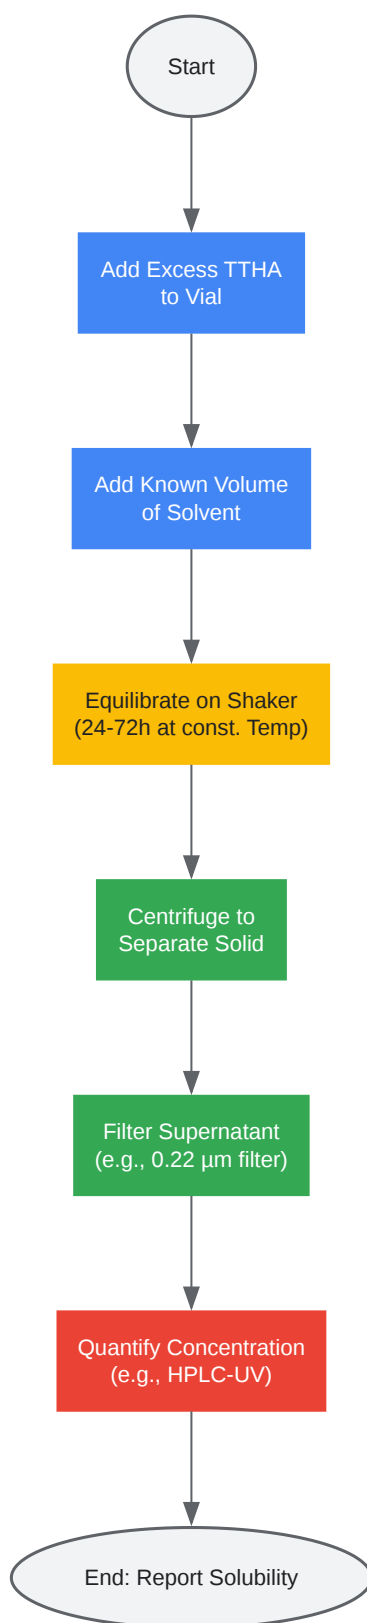 Start
Add Excess TTHA
to Vial
Add Known Volume
of Solvent
Equilibrate on Shaker
(24-72h at const. Temp)
Centrifuge to
Separate Solid
Filter Supernatant
(e.g., 0.22 µm filter)
Quantify Concentration
(e.g., HPLC-UV)
End: Report Solubility